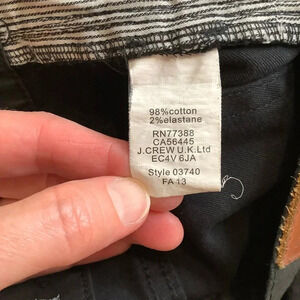 98%cotton
2%elastane
RN77388
CA56445
J.CREW U.K.Ltd
EC4V 6JA
Style 03740
FA 13